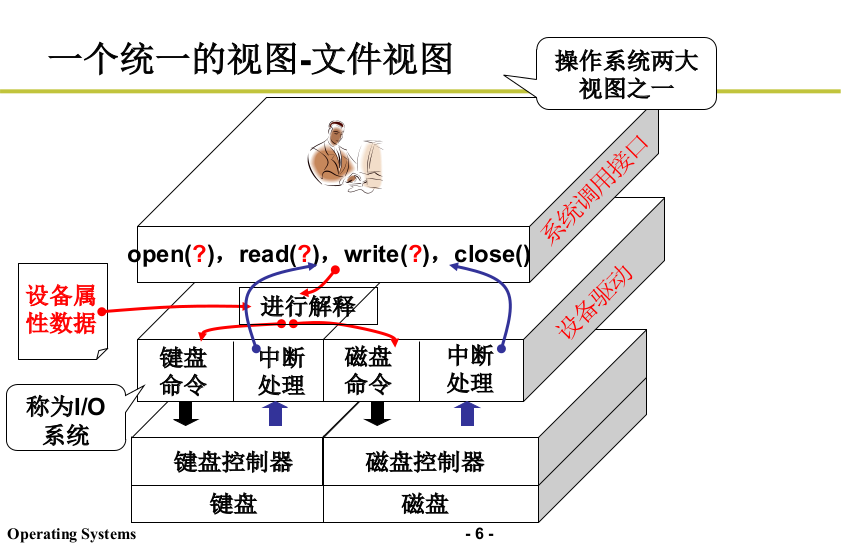 一个统一的视图-文件视图
操作系统两大
视图之一
系统调用接口
open(?)，read(?)，write(?)，close()
设备属
性数据
进行解释
设备驱动
键盘
命令
中断
处理
磁盘
命令
中断
处理
称为I/O
系统
键盘控制器
磁盘控制器
键盘
磁盘
Operating Systems
- 6 -